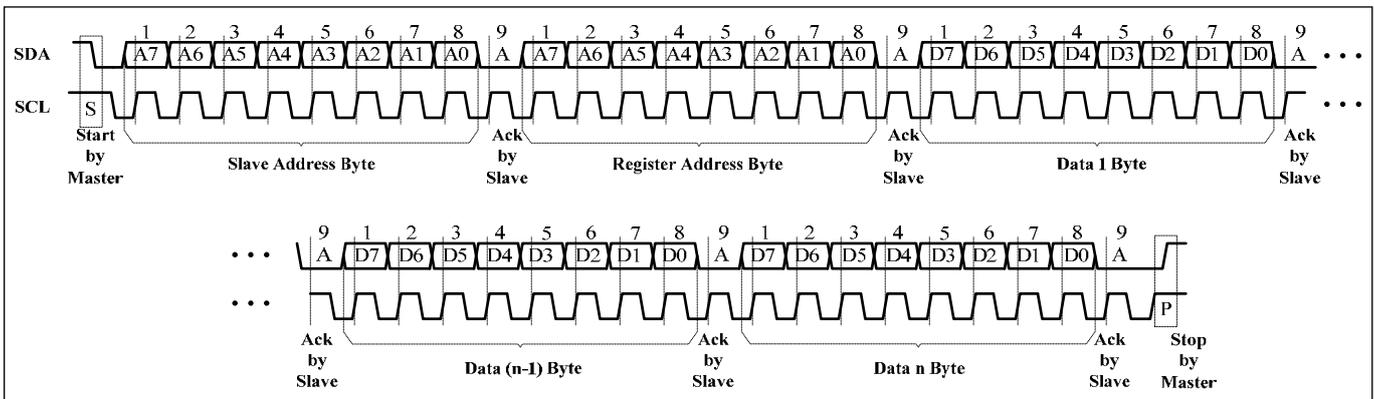 1 2 3 4 5 6 7 8 9 1 2 3 4 5 6 7 8 9 1 2 3 4 5 6 7 8 9
SDA A7 A6 A5 A4 A3 A2 A1 A0 A A7 A6 A5 A4 A3 A2 A1 A0 A D7 D6 D5 D4 D3 D2 D1 D0 A • • •
SCL S • • •
Start by Master
Slave Address Byte
Ack by Slave
Register Address Byte
Ack by Slave
Data 1 Byte
Ack by Slave
9 1 2 3 4 5 6 7 8 9 1 2 3 4 5 6 7 8 9
• • • A D7 D6 D5 D4 D3 D2 D1 D0 A D7 D6 D5 D4 D3 D2 D1 D0 A
• • • P
Ack by Slave
Data (n-1) Byte
Ack by Slave
Data n Byte
Ack by Slave
Stop by Master